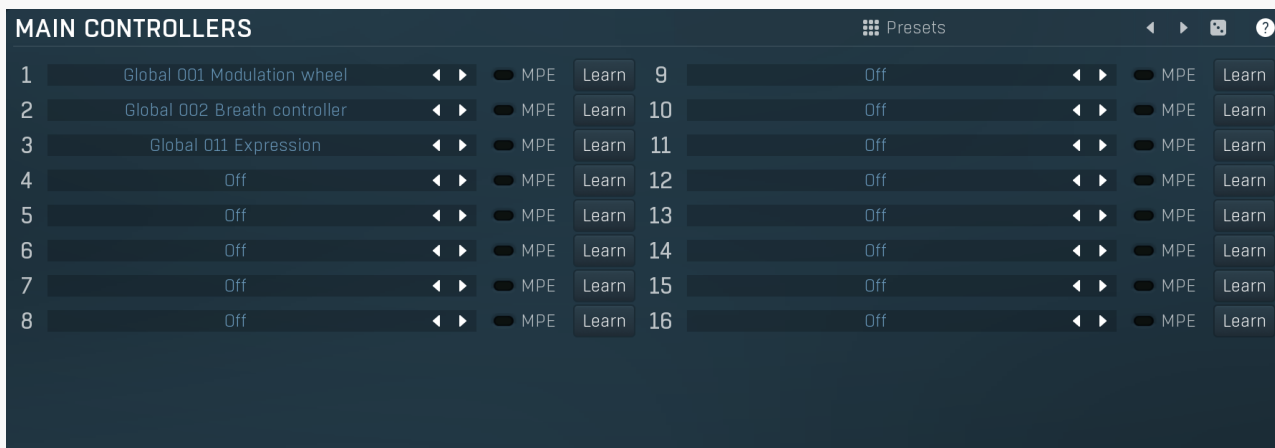 MAIN CONTROLLERS Presets ?
1 Global 001 Modulation wheel MPE Learn 9 Off MPE Learn
2 Global 002 Breath controller MPE Learn 10 Off MPE Learn
3 Global 011 Expression MPE Learn 11 Off MPE Learn
4 Off MPE Learn 12 Off MPE Learn
5 Off MPE Learn 13 Off MPE Learn
6 Off MPE Learn 14 Off MPE Learn
7 Off MPE Learn 15 Off MPE Learn
8 Off MPE Learn 16 Off MPE Learn